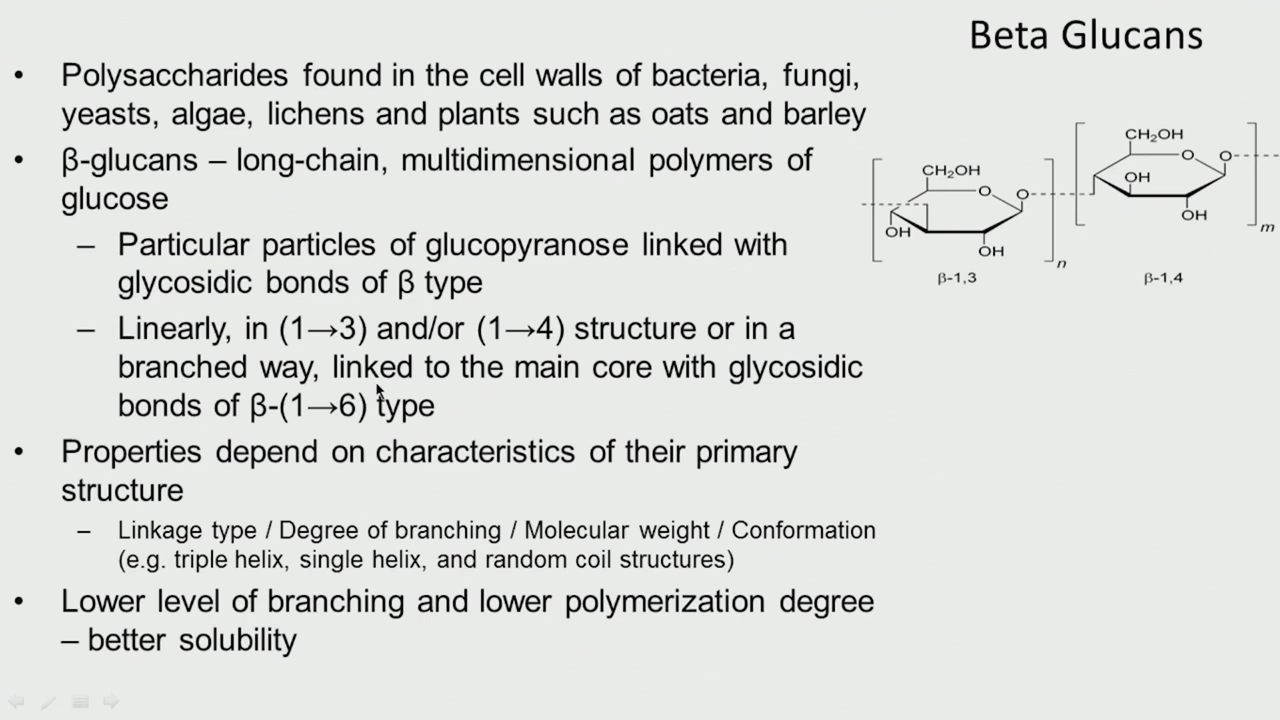 Beta Glucans
• Polysaccharides found in the cell walls of bacteria, fungi,
yeasts, algae, lichens and plants such as oats and barley
• β-glucans – long-chain, multidimensional polymers of
glucose
– Particular particles of glucopyranose linked with
glycosidic bonds of β type
– Linearly, in (1→3) and/or (1→4) structure or in a
branched way, linked to the main core with glycosidic
bonds of β-(1→6) type
• Properties depend on characteristics of their primary
structure
– Linkage type / Degree of branching / Molecular weight / Conformation
(e.g. triple helix, single helix, and random coil structures)
• Lower level of branching and lower polymerization degree
– better solubility
CH₂OH
O
O
OH
OH
n
β-1,3
CH₂OH
O
O
OH
OH
m
β-1,4